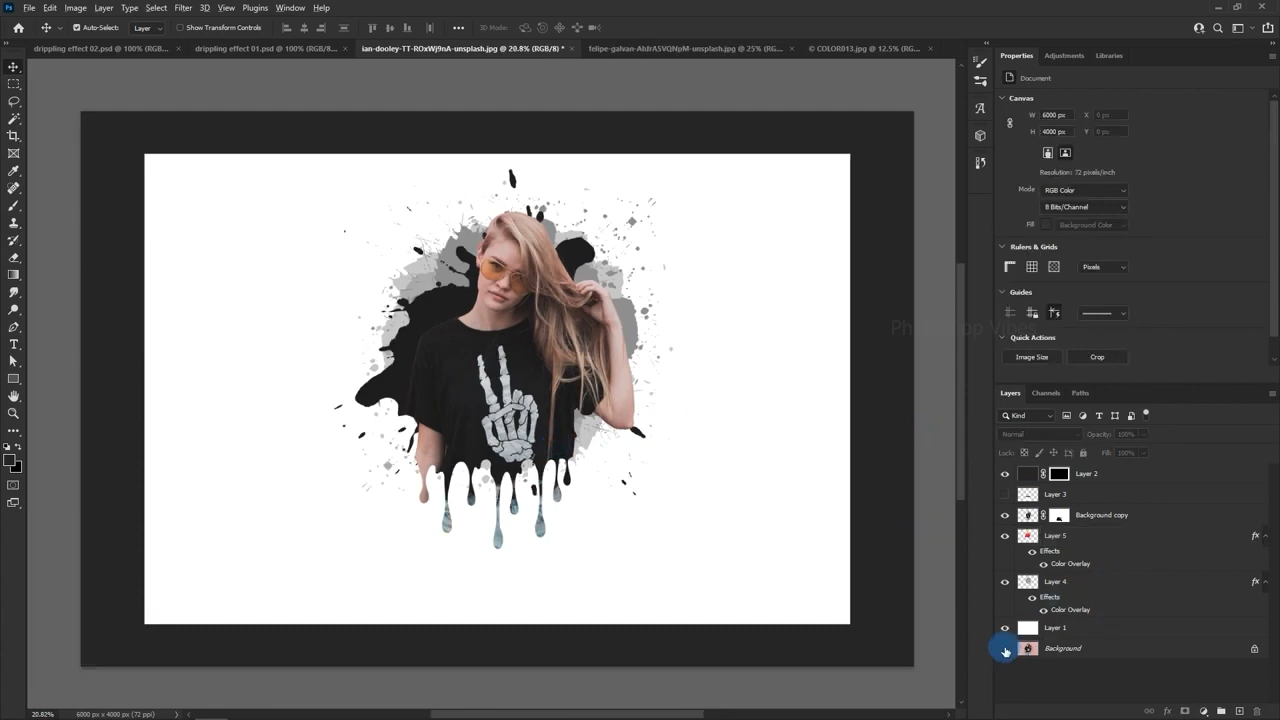 Ps File Edit Image Layer Type Select Filter 3D View Plugins Window Help
Auto-Select: Layer Show Transform Controls 3D Mode:
drippling effect 02.psd @ 100% (RGB... × drippling effect 01.psd @ 100% (RGB/8... × ian-dooley-TT-ROxWj9nA-unsplash.jpg @ 20.8% (RGB/8) * × felipe-galvan-AhJrA5VQNpM-unsplash.jpg @ 25% (RG... × © COLOR013.jpg @ 12.5% (RG... ×
Properties Adjustments Libraries
Document
Canvas
W 6000 px X 0 px
H 4000 px Y 0 px
Resolution: 72 pixels/inch
Mode RGB Color
8 Bits/Channel
Fill Background Color
Rulers & Grids
Pixels
Guides
Quick Actions
Image Size Crop
Layers Channels Paths
Kind
Normal Opacity: 100%
Lock: Fill: 100%
Layer 2
Layer 3
Background copy
Layer 5 fx
Effects
Color Overlay
Layer 4 fx
Effects
Color Overlay
Layer 1
Background
20.82% 6000 px x 4000 px (72 ppi)